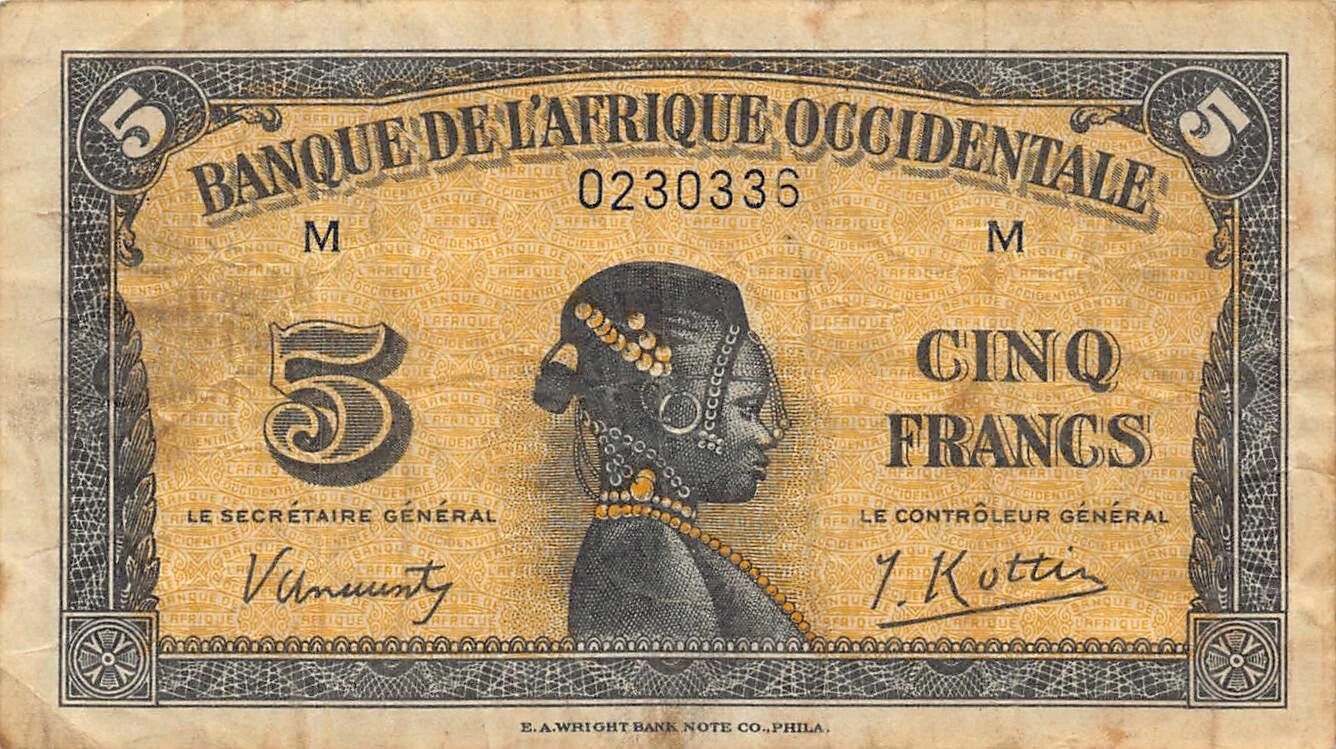 5 5
BANQUE DE L'AFRIQUE OCCIDENTALE
0230336
M M
5
CINQ
FRANCS
LE SECRÉTAIRE GÉNÉRAL LE CONTRÔLEUR GÉNÉRAL
J. Kottin
E.A.WRIGHT BANK NOTE CO., PHILA.